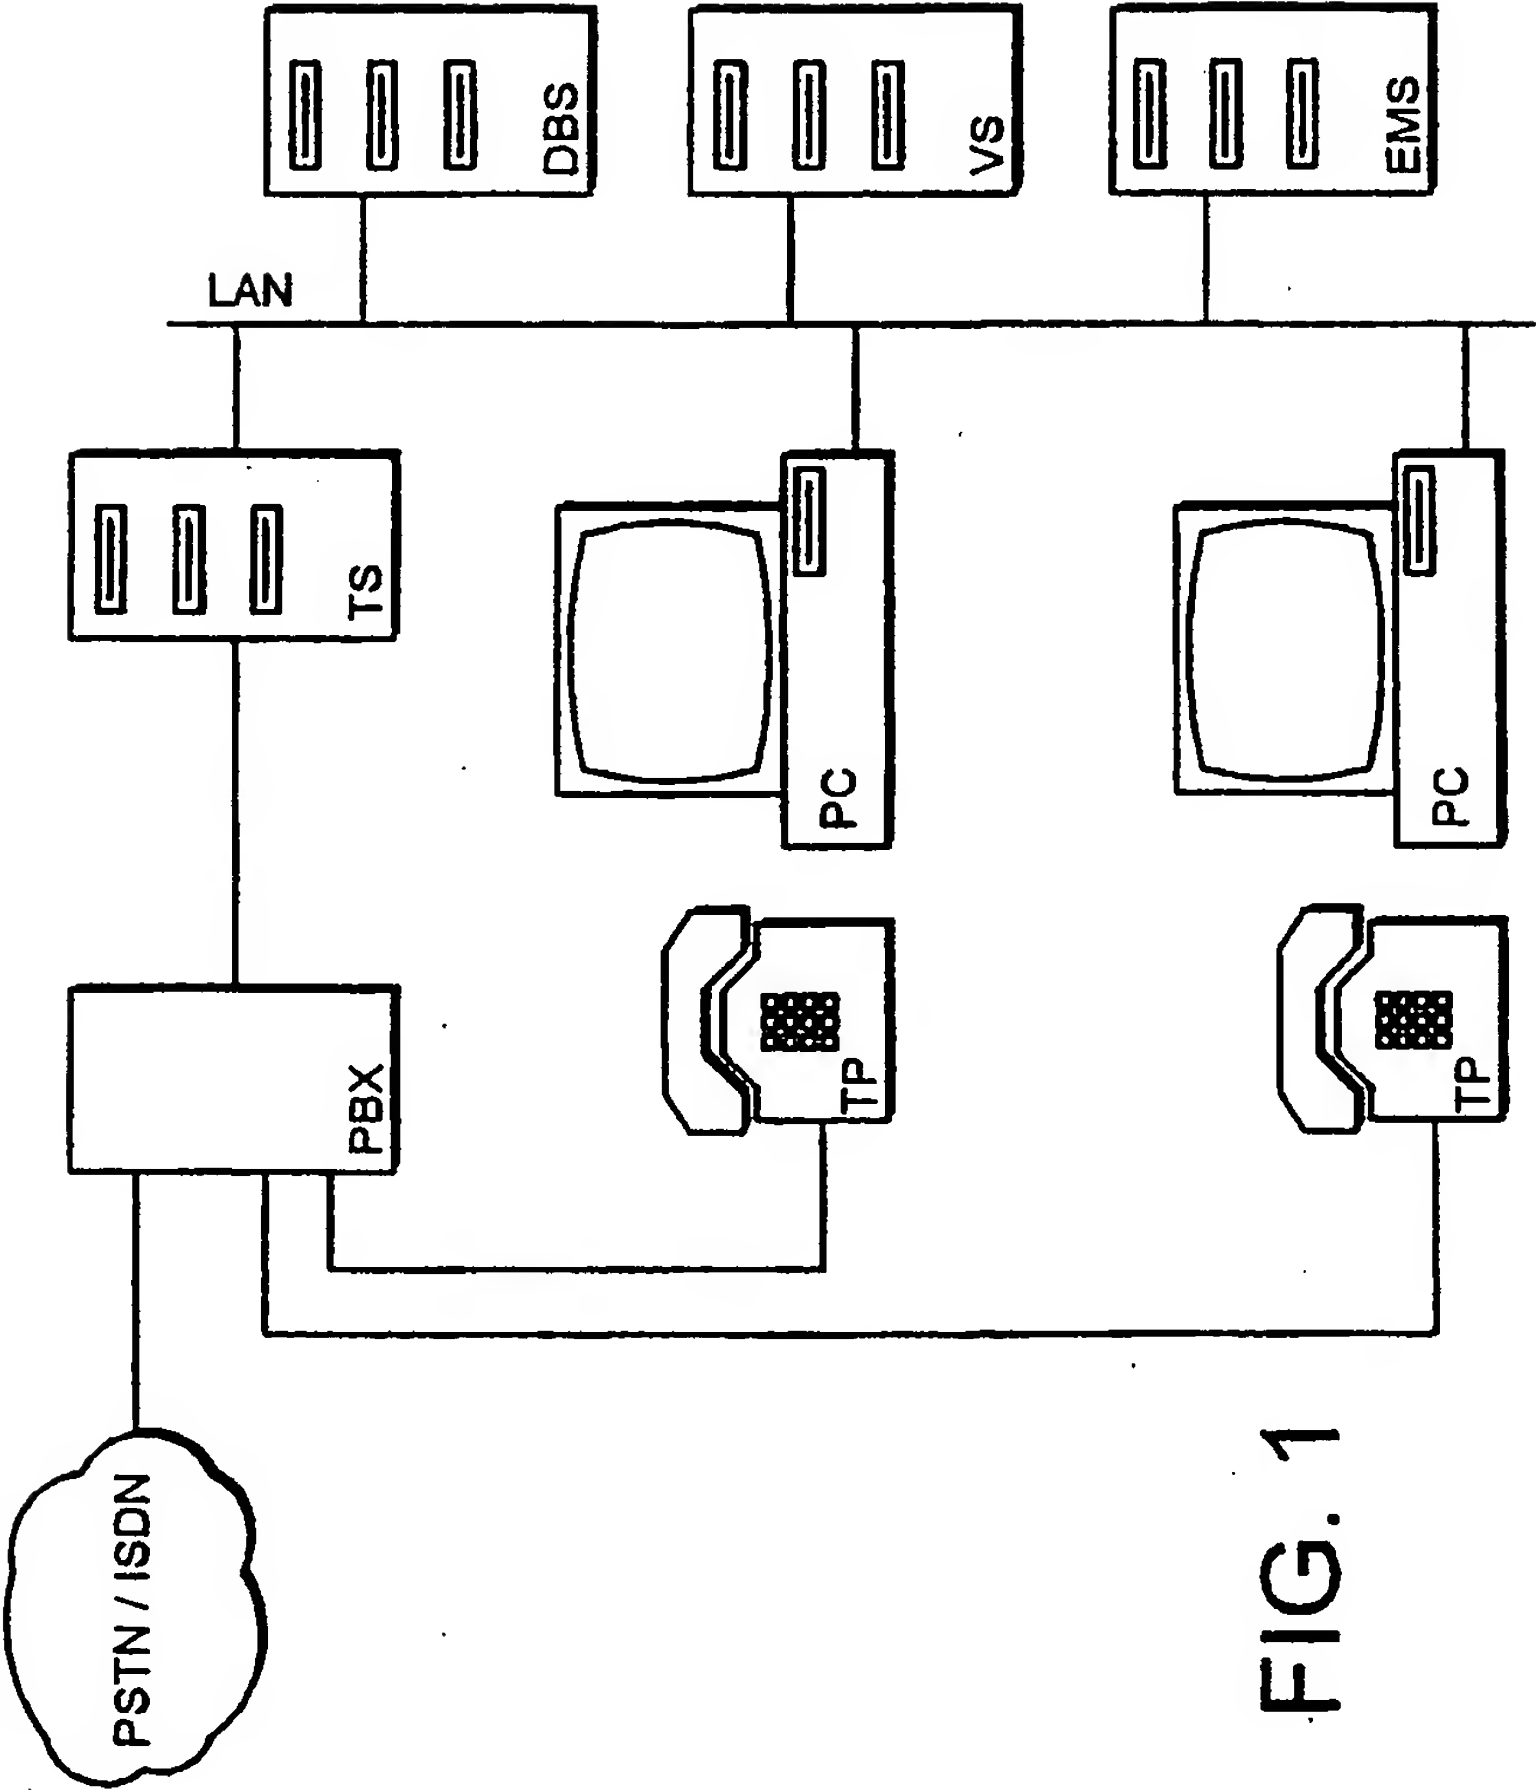 PSTN / ISDN
PBX
TS
LAN
DBS
TP
PC
VS
TP
PC
EMS
FIG. 1